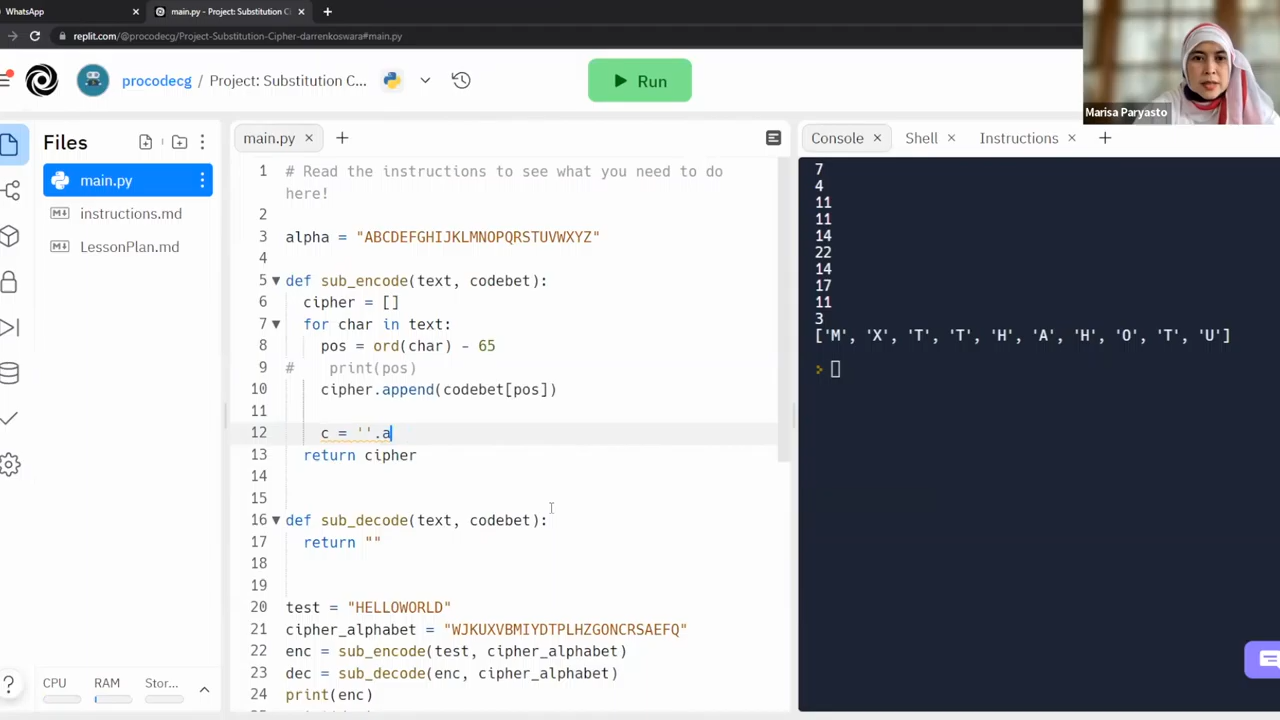 WhatsApp
main.py - Project: Substitution Ci
replit.com/@procodecg/Project-Substitution-Cipher-darrenkoswara#main.py
procodecg / Project: Substitution C...
Run
Marisa Paryasto
Files
main.py
instructions.md
LessonPlan.md
CPU RAM Stor...
main.py
1 # Read the instructions to see what you need to do
here!
2
3 alpha = "ABCDEFGHIJKLMNOPQRSTUVWXYZ"
4
5 def sub_encode(text, codebet):
6 cipher = []
7 for char in text:
8 pos = ord(char) - 65
9 # print(pos)
10 cipher.append(codebet[pos])
11
12 c = ''.a
13 return cipher
14
15
16 def sub_decode(text, codebet):
17 return ""
18
19
20 test = "HELLOWORLD"
21 cipher_alphabet = "WJKUXVBMIYDTPLHZGONCRSAEFQ"
22 enc = sub_encode(test, cipher_alphabet)
23 dec = sub_decode(enc, cipher_alphabet)
24 print(enc)
Console Shell Instructions
7
4
11
11
14
22
14
17
11
3
['M', 'X', 'T', 'T', 'H', 'A', 'H', 'O', 'T', 'U']